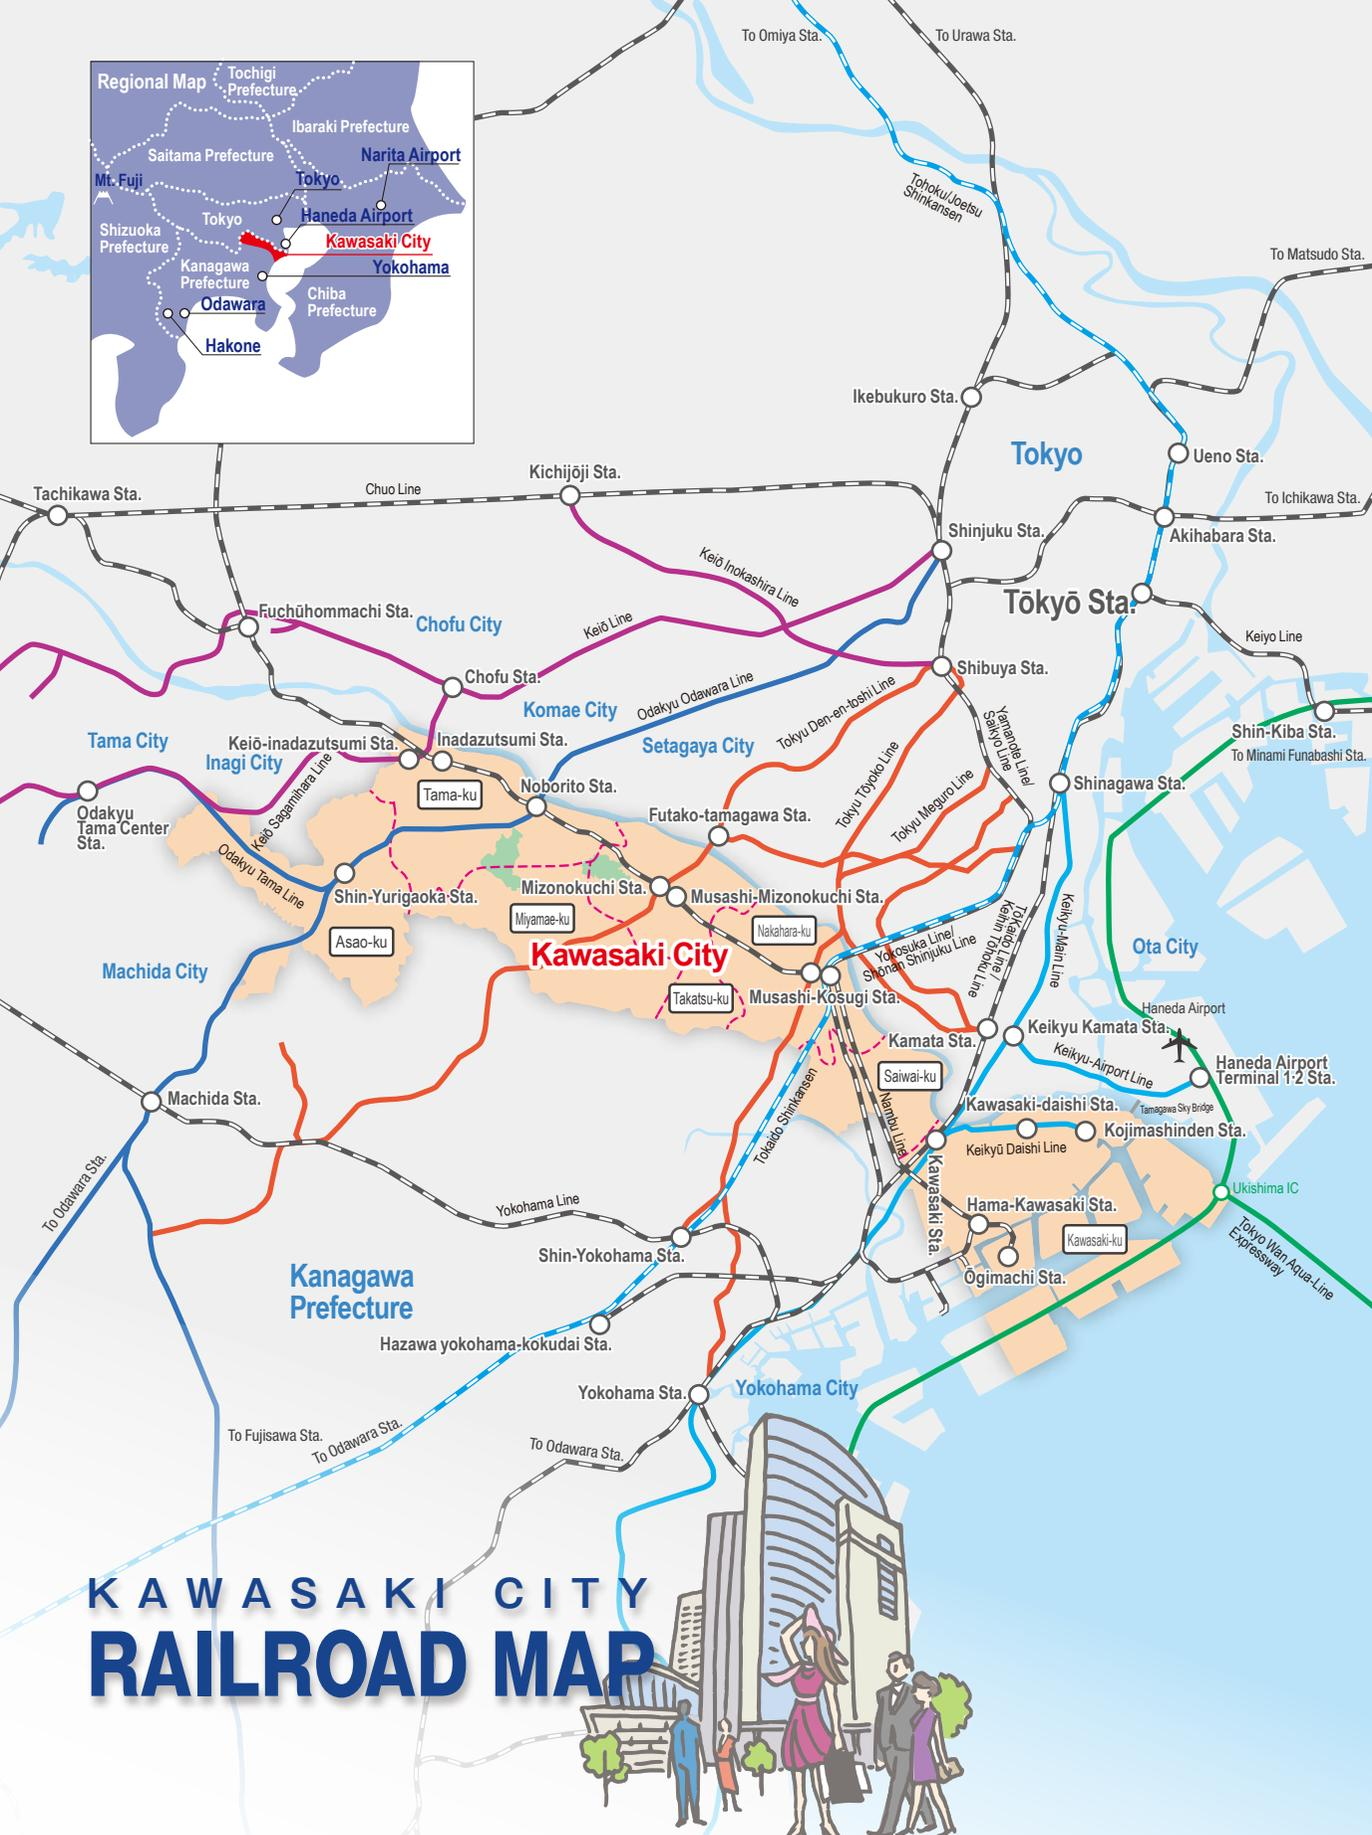 To Omiya Sta.
To Urawa Sta.
Regional Map
Tochigi
Prefecture
Ibaraki Prefecture
Saitama Prefecture
Narita Airport
Mt. Fuji
Tokyo
Tokyo
Haneda Airport
Shizuoka
Prefecture
Kawasaki City
Kanagawa
Prefecture
Yokohama
Chiba
Prefecture
Odawara
Hakone
Tohoku/Joetsu
Shinkansen
To Matsudo Sta.
Ikebukuro Sta.
Tokyo
Ueno Sta.
Kichijōji Sta.
Tachikawa Sta.
Chuo Line
To Ichikawa Sta.
Shinjuku Sta.
Akihabara Sta.
Keiō Inokashira Line
Tōkyō Sta.
Fuchūhommachi Sta.
Chofu City
Keiō Line
Keiyo Line
Shibuya Sta.
Chofu Sta.
Odakyu Odawara Line
Tokyu Den-en-toshi Line
Komae City
Yamanote Line/
Saikyo Line
Shin-Kiba Sta.
To Minami Funabashi Sta.
Tama City
Keiō-inadazutsumi Sta.
Inadazutsumi Sta.
Setagaya City
Inagi City
Keiō Sagamihara Line
Tokyu Tōyoko Line
Tokyu Meguro Line
Shinagawa Sta.
Noborito Sta.
Tama-ku
Odakyu
Tama Center
Sta.
Futako-tamagawa Sta.
Odakyu Tama Line
Shin-Yurigaoka Sta.
Mizonokuchi Sta.
Musashi-Mizonokuchi Sta.
Miyamae-ku
Nakahara-ku
Asao-ku
Kawasaki City
Yokosuka Line/
Shōnan Shinjuku Line
Tōkaido Line/
Keihin Tohoku Line
Keikyu-Main Line
Ota City
Machida City
Takatsu-ku
Musashi-Kosugi Sta.
Haneda Airport
Keikyu Kamata Sta.
Kamata Sta.
Keikyu-Airport Line
Haneda Airport
Terminal 1·2 Sta.
Saiwai-ku
Tokaido Shinkansen
Nambu Line
Machida Sta.
Kawasaki-daishi Sta.
Tamagawa Sky Bridge
Kojimashinden Sta.
Keikyū Daishi Line
Kawasaki Sta.
To Odawara Sta.
Yokohama Line
Ukishima IC
Hama-Kawasaki Sta.
Kawasaki-ku
Tokyo Wan Aqua-Line
Expressway
Shin-Yokohama Sta.
Ōgimachi Sta.
Kanagawa
Prefecture
Hazawa yokohama-kokudai Sta.
Yokohama Sta.
Yokohama City
To Fujisawa Sta.
To Odawara Sta.
To Odawara Sta.
KAWASAKI CITY
RAILROAD MAP